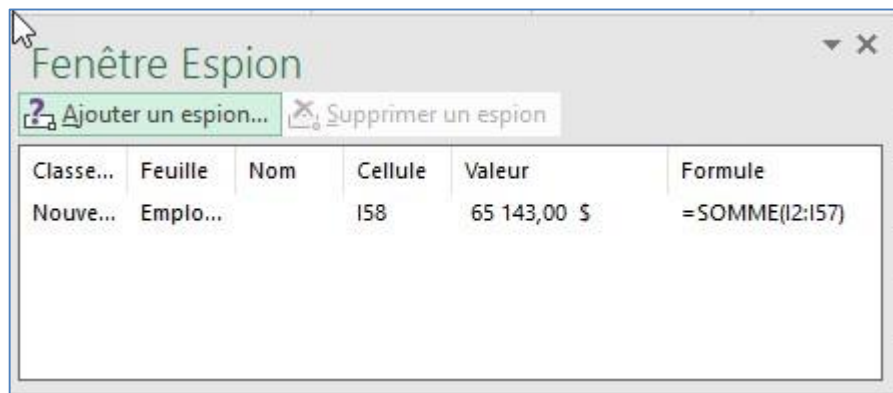 Fenêtre Espion
Ajouter un espion... Supprimer un espion
Classe... Feuille Nom Cellule Valeur Formule
Nouve... Emplo... I58 65 143,00 $ =SOMME(I2:I57)